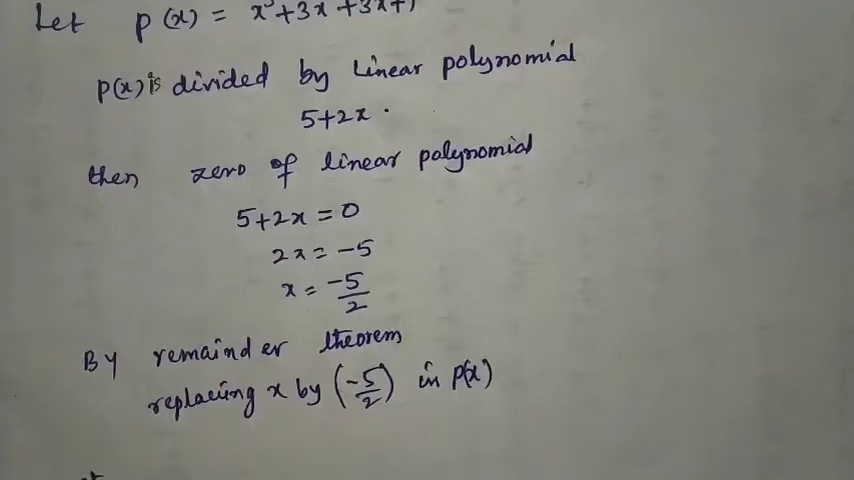 Let p(x) = x³+3x+3x+1
p(x) is divided by linear polynomial
5+2x.
then zero of linear polynomial
5+2x = 0
2x = -5
x = -5/2
By remainder theorem
replacing x by (-5/2) in p(x)